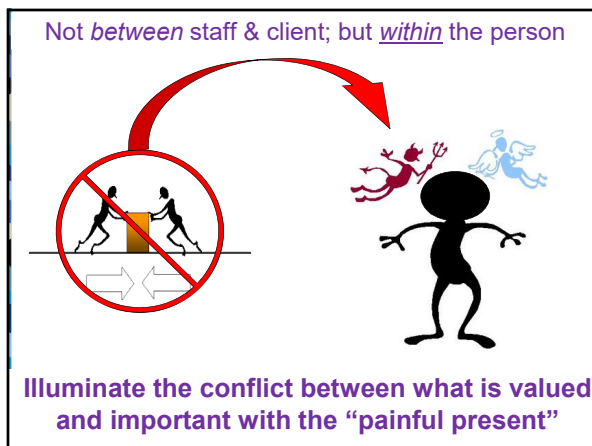 Not between staff & client; but within the person
Illuminate the conflict between what is valued
and important with the “painful present”